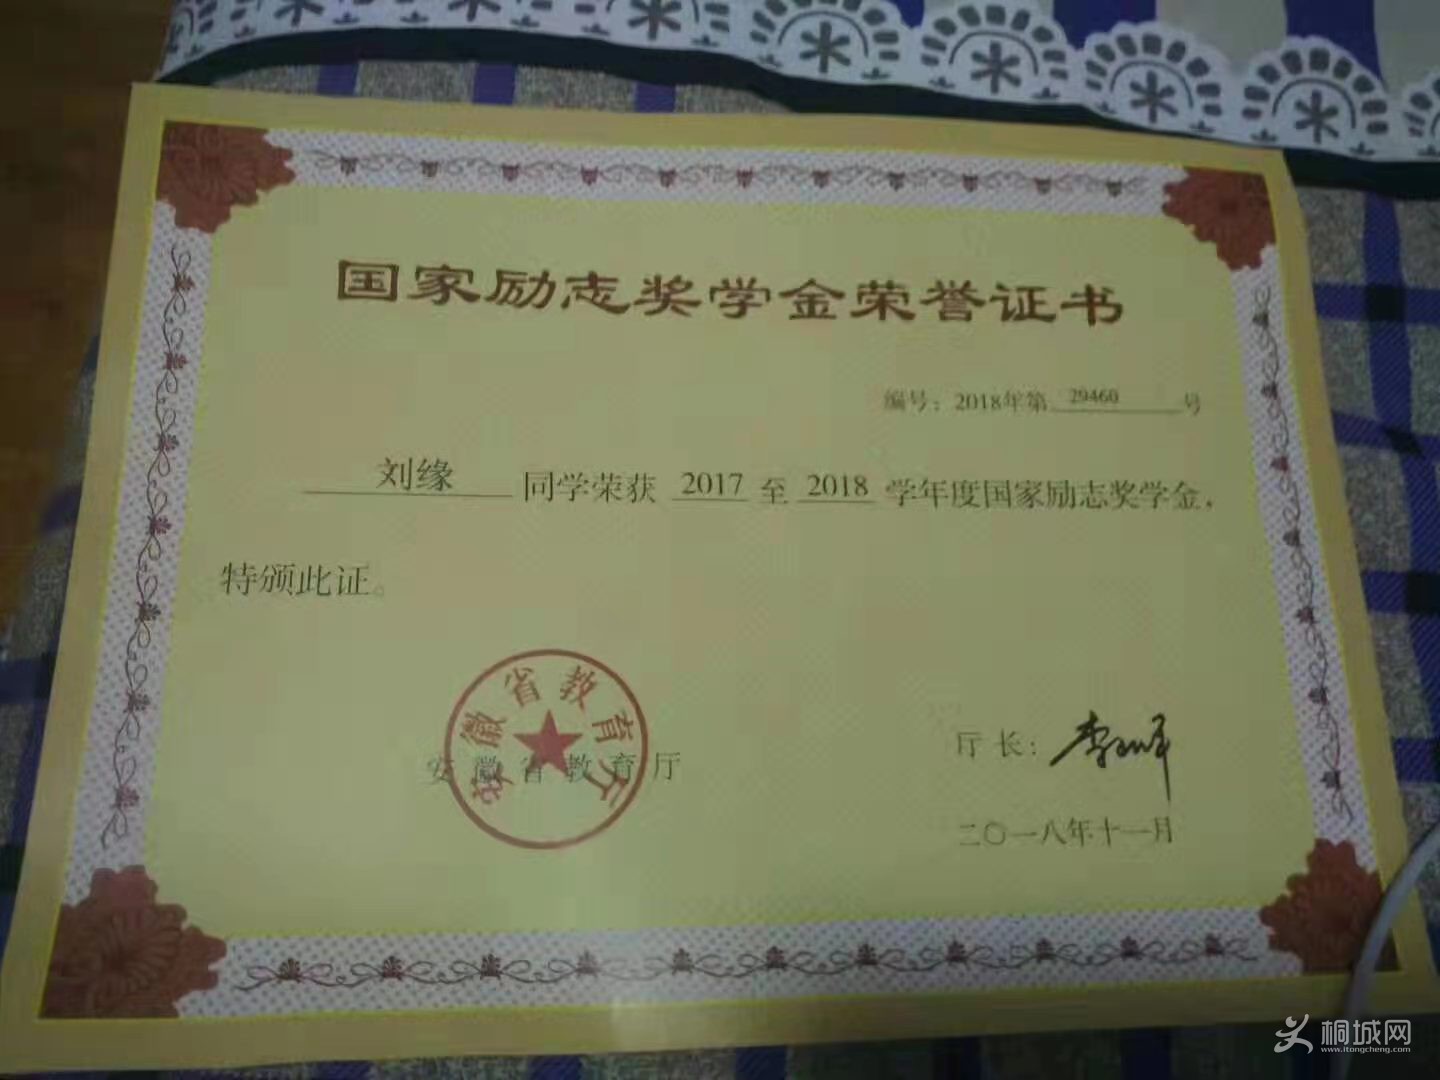 国家励志奖学金荣誉证书
编号：2018年第 29460 号
刘缘 同学荣获 2017 至 2018 学年度国家励志奖学金，
特颁此证。
安徽省教育厅
安徽省教育厅
厅长：
二〇一八年十一月
桐城网
www.itongcheng.com